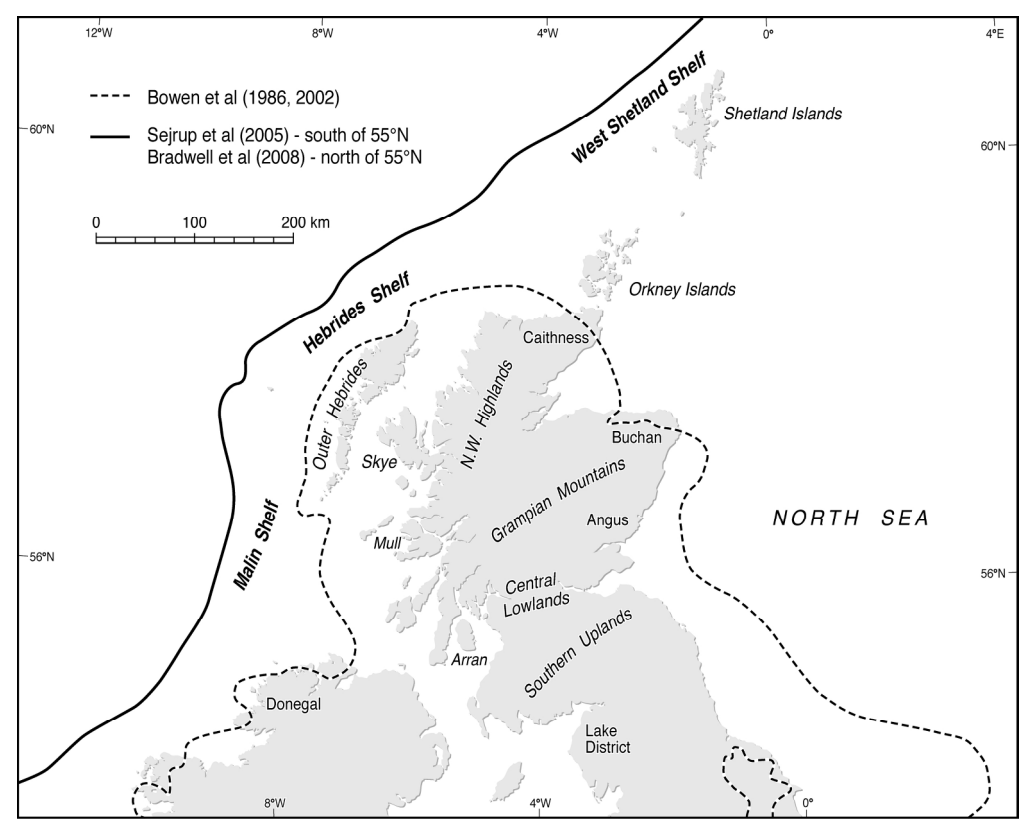 12°W 8°W 4°W 0° 4°E
Bowen et al (1986, 2002)
Sejrup et al (2005) - south of 55°N
Bradwell et al (2008) - north of 55°N
0 100 200 km
60°N
60°N
West Shetland Shelf
Shetland Islands
Orkney Islands
Hebrides Shelf
Caithness
Outer Hebrides
N.W. Highlands
Skye
Buchan
Grampian Mountains
Angus
NORTH SEA
Malin Shelf
Mull
56°N
56°N
Central
Lowlands
Southern Uplands
Arran
Donegal
Lake
District
8°W 4°W 0°